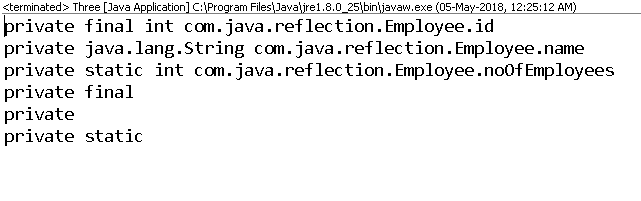 <terminated> Three [Java Application] C:\Program Files\Java\jre1.8.0_25\bin\javaw.exe (05-May-2018, 12:25:12 AM)
private final int com.java.reflection.Employee.id
private java.lang.String com.java.reflection.Employee.name
private static int com.java.reflection.Employee.noOfEmployees
private final
private
private static